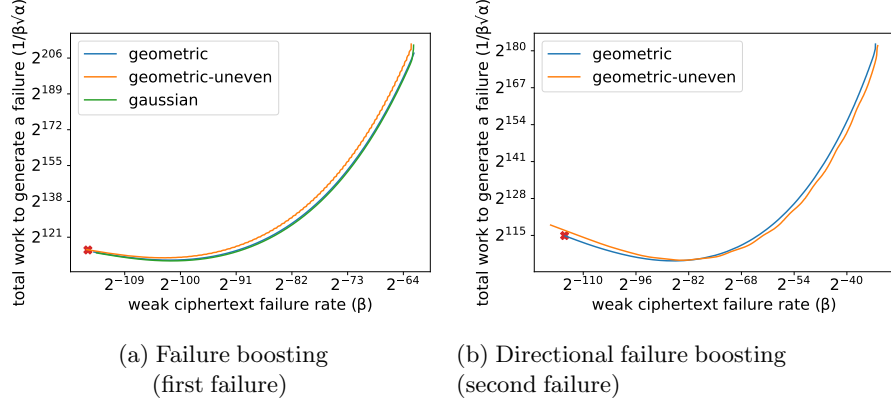 total work to generate a failure (1/β√α)
2^206
2^189
2^172
2^155
2^138
2^121
geometric
geometric-uneven
gaussian
2^−109 2^−100 2^−91 2^−82 2^−73 2^−64
weak ciphertext failure rate (β)
(a) Failure boosting
(first failure)
total work to generate a failure (1/β√α)
2^180
2^167
2^154
2^141
2^128
2^115
geometric
geometric-uneven
2^−110 2^−96 2^−82 2^−68 2^−54 2^−40
weak ciphertext failure rate (β)
(b) Directional failure boosting
(second failure)